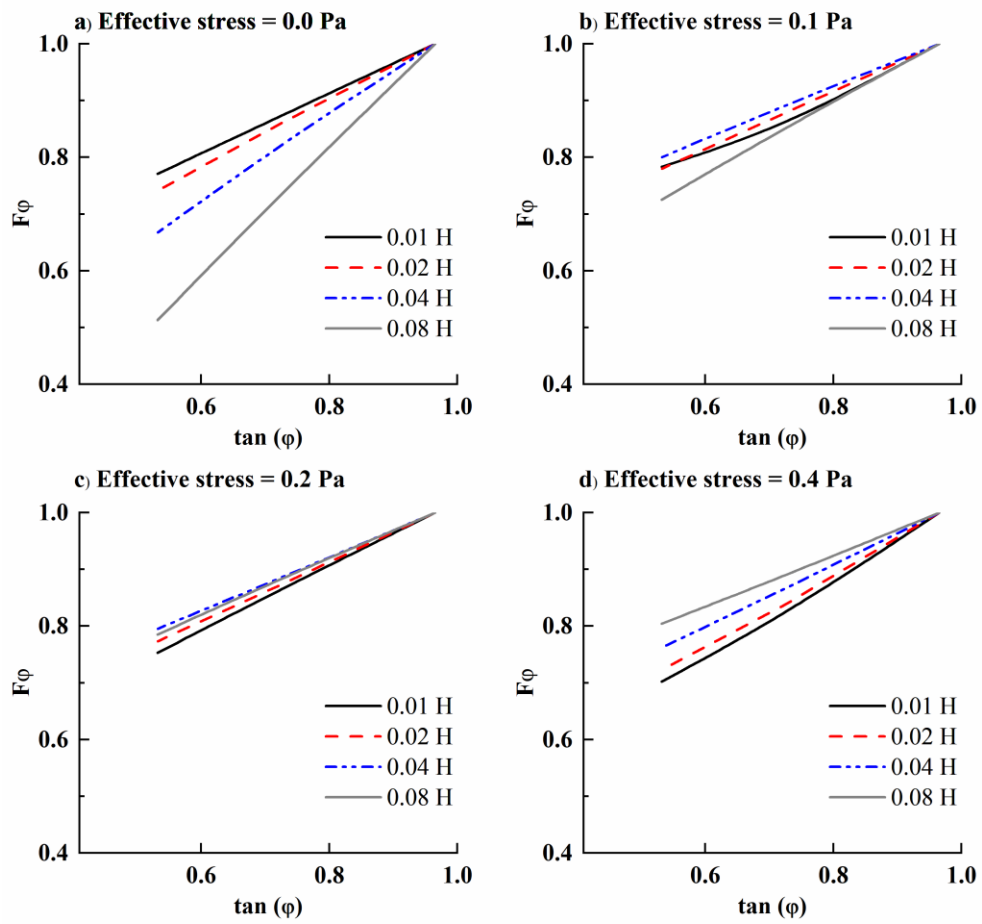 a) Effective stress = 0.0 Pa
1.0
0.8
0.6
0.4
Fφ
0.01 H
0.02 H
0.04 H
0.08 H
0.6 0.8 1.0
tan (φ)
b) Effective stress = 0.1 Pa
1.0
0.8
0.6
0.4
Fφ
0.01 H
0.02 H
0.04 H
0.08 H
0.6 0.8 1.0
tan (φ)
c) Effective stress = 0.2 Pa
1.0
0.8
0.6
0.4
Fφ
0.01 H
0.02 H
0.04 H
0.08 H
0.6 0.8 1.0
tan (φ)
d) Effective stress = 0.4 Pa
1.0
0.8
0.6
0.4
Fφ
0.01 H
0.02 H
0.04 H
0.08 H
0.6 0.8 1.0
tan (φ)